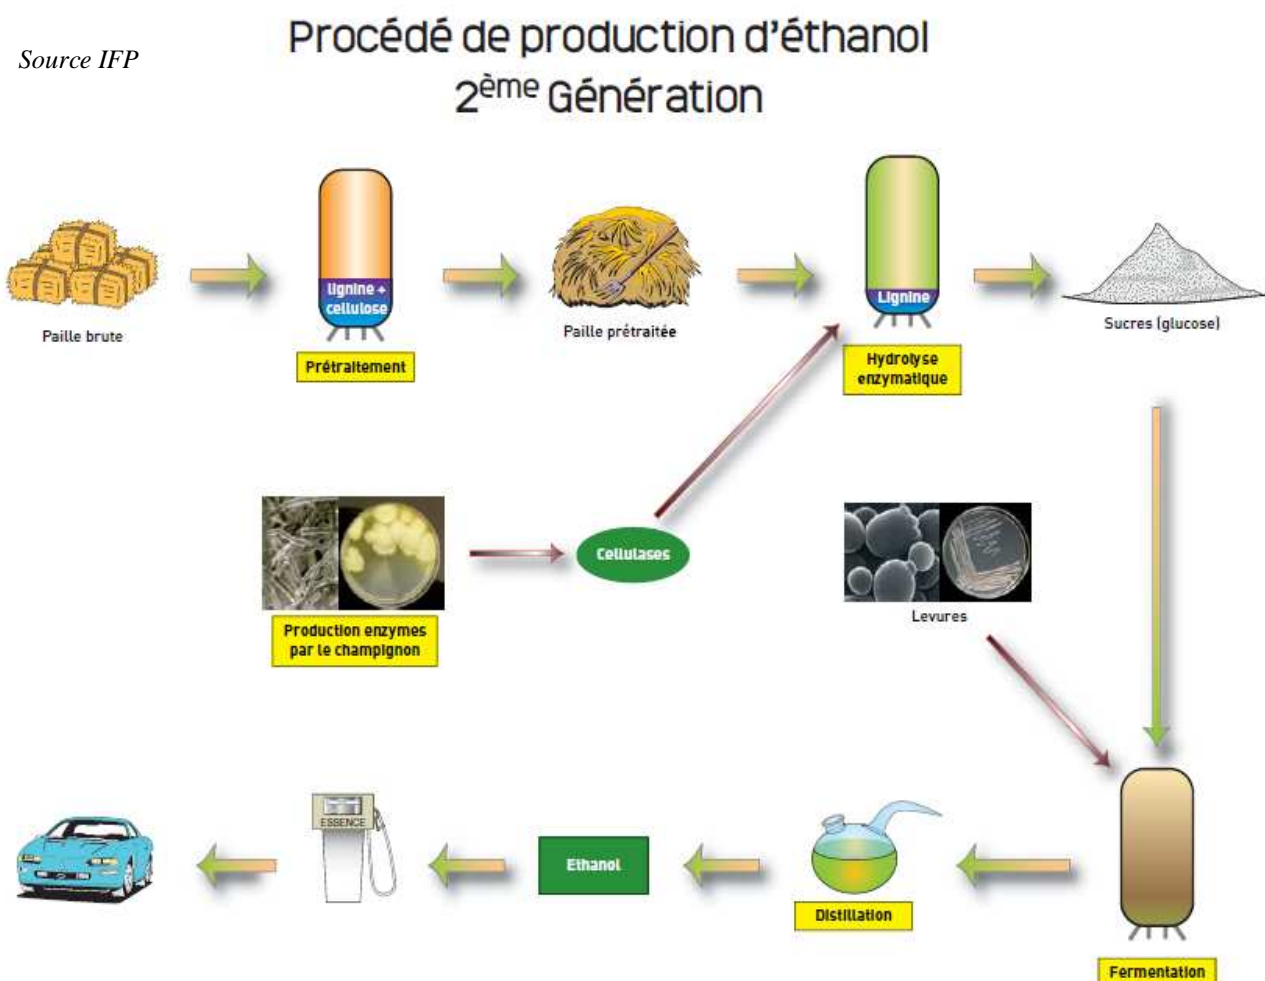 Source IFP
Procédé de production d'éthanol
2ème Génération
lignine +
cellulose
Lignine
Paille brute
Paille prétraitée
Sucres (glucose)
Prétraitement
Hydrolyse
enzymatique
Cellulases
Levures
Production enzymes
par le champignon
ESSENCE
Ethanol
Distillation
Fermentation